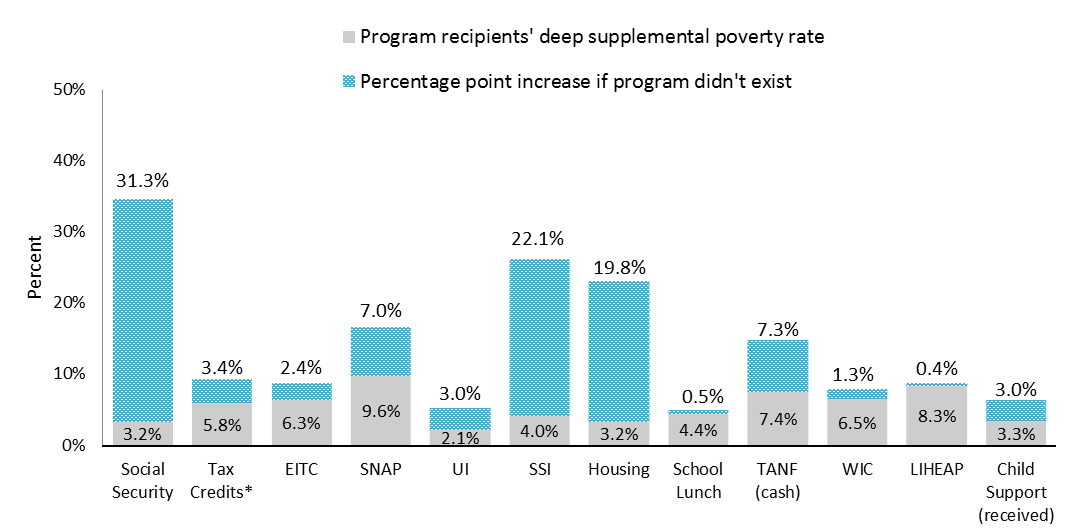 Program recipients' deep supplemental poverty rate
Percentage point increase if program didn't exist
50%
40%
30%
20%
10%
0%
Percent
31.3%
3.4%
2.4%
7.0%
3.0%
22.1%
19.8%
0.5%
7.3%
1.3%
0.4%
3.0%
3.2%
5.8%
6.3%
9.6%
2.1%
4.0%
3.2%
4.4%
7.4%
6.5%
8.3%
3.3%
Social
Security
Tax
Credits*
EITC
SNAP
UI
SSI
Housing
School
Lunch
TANF
(cash)
WIC
LIHEAP
Child
Support
(received)